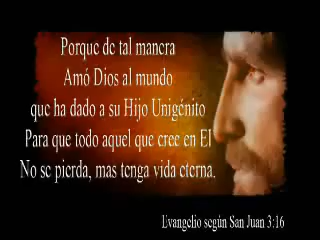 Porque de tal manera
Amó Dios al mundo
que ha dado a su Hijo Unigénito
Para que todo aquel que cree en El
No se pierda, mas tenga vida eterna.
Evangelio según San Juan 3:16